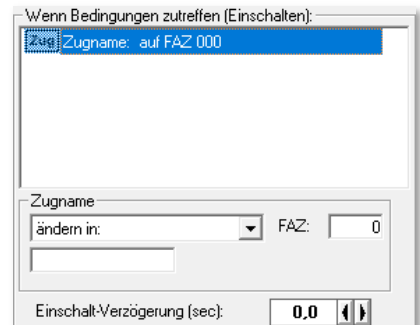 Wenn Bedingungen zutreffen (Einschalten):
Zug Zugname: auf FAZ 000
Zugname
ändern in: FAZ: 0
Einschalt-Verzögerung (sec): 0,0